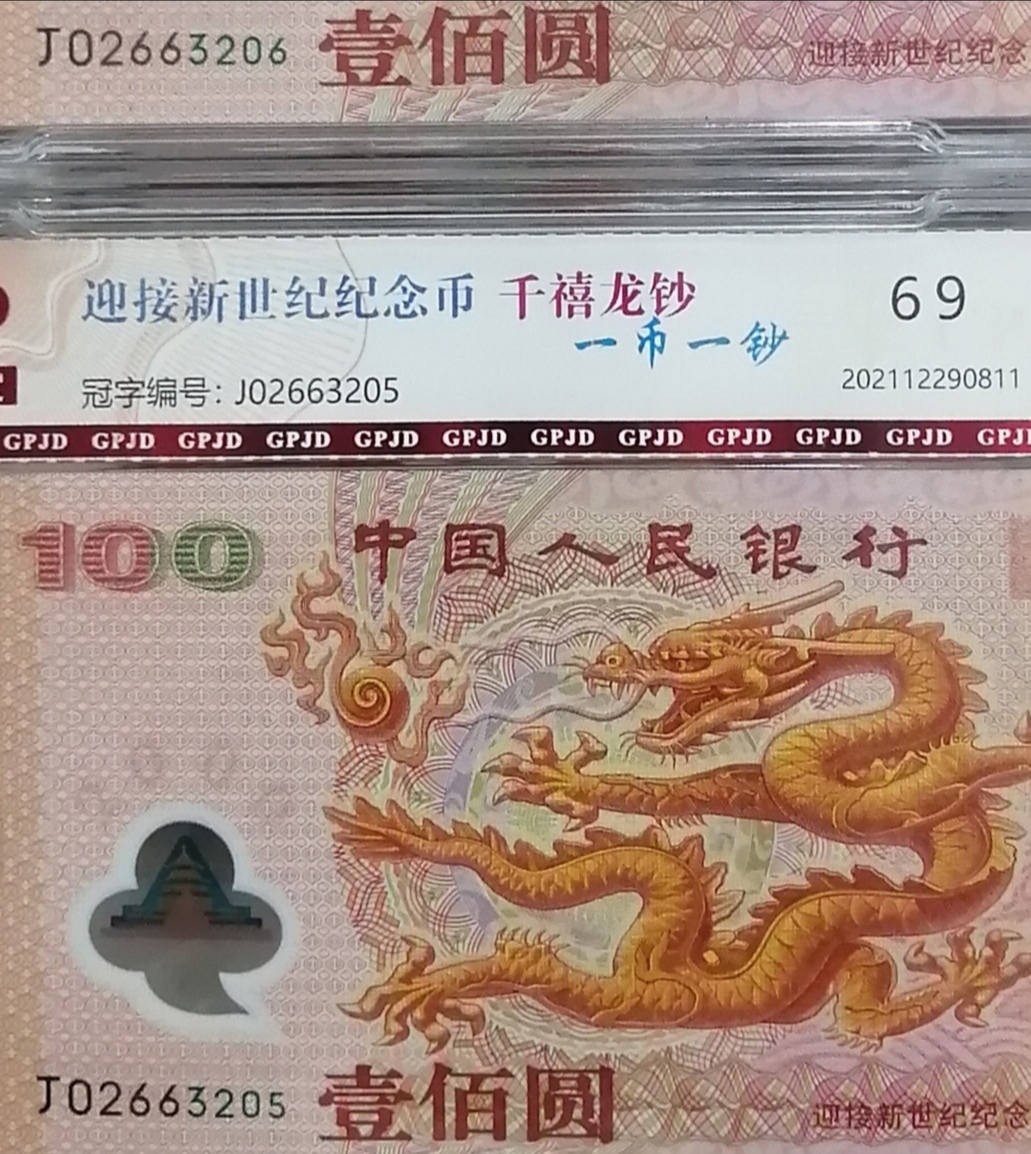 J02663206 壹佰圆 迎接新世纪纪念
迎接新世纪纪念币 千禧龙钞 69
一币一钞
冠字编号: J02663205 202112290811
GPJD GPJD GPJD GPJD GPJD GPJD GPJD GPJD GPJD GPJD GPJD GPJ
100 中国人民银行
J02663205 壹佰圆 迎接新世纪纪念